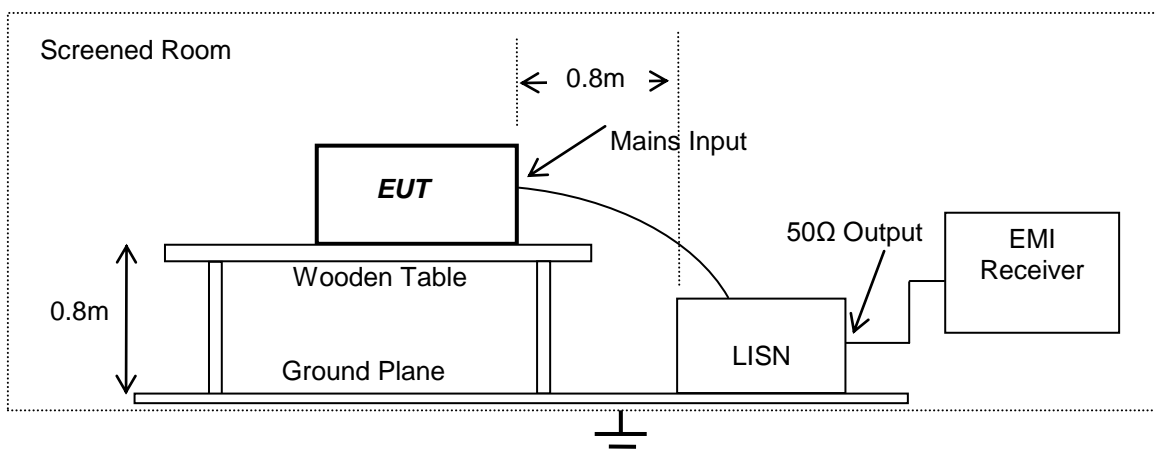 Screened Room
0.8m
Mains Input
EUT
50Ω Output
EMI
Receiver
Wooden Table
0.8m
LISN
Ground Plane